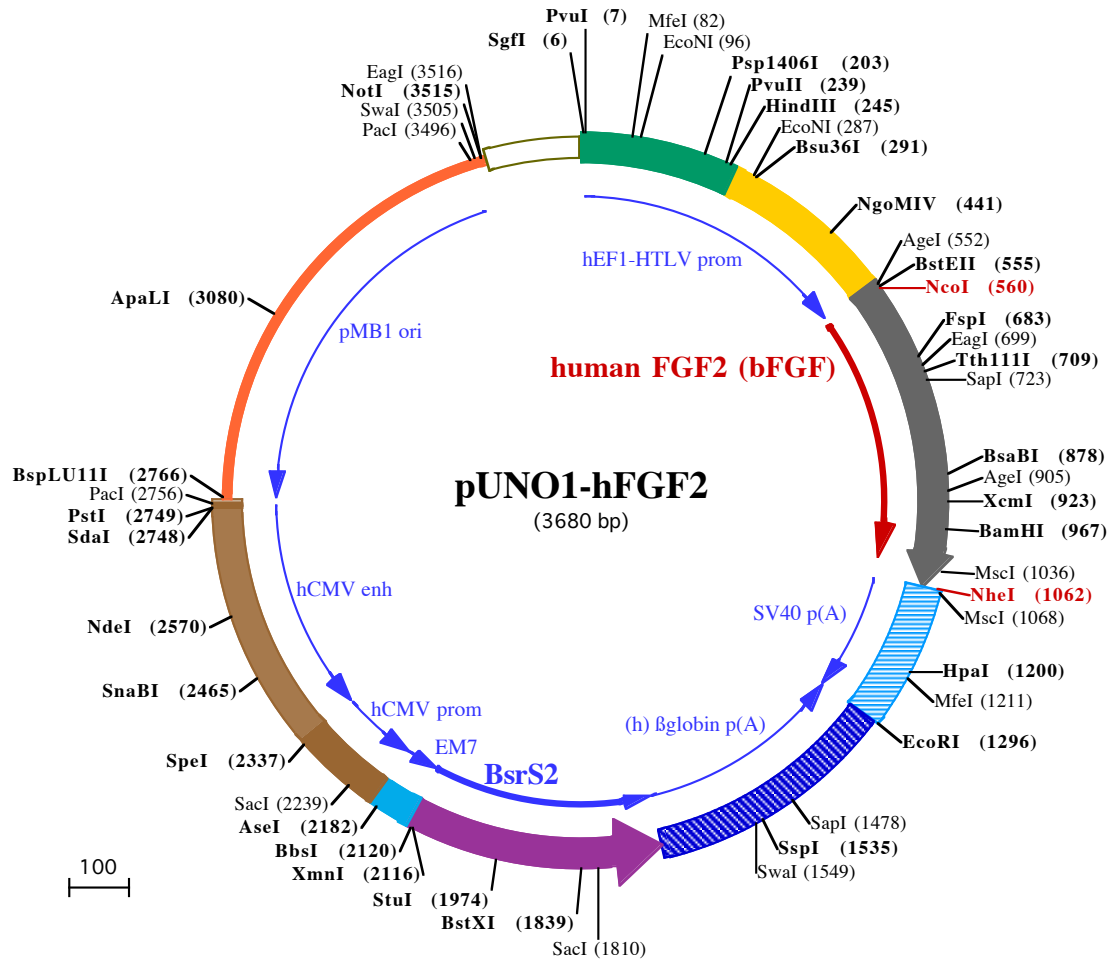 PvuI (7)
SgfI (6)
MfeI (82)
EcoNI (96)
Psp1406I (203)
PvuII (239)
HindIII (245)
EcoNI (287)
Bsu36I (291)
NgoMIV (441)
AgeI (552)
BstEII (555)
NcoI (560)
FspI (683)
EagI (699)
Tth111I (709)
SapI (723)
BsaBI (878)
AgeI (905)
XcmI (923)
BamHI (967)
MscI (1036)
NheI (1062)
MscI (1068)
HpaI (1200)
MfeI (1211)
EcoRI (1296)
SapI (1478)
SspI (1535)
SwaI (1549)
SacI (1810)
BstXI (1839)
StuI (1974)
XmnI (2116)
BbsI (2120)
AseI (2182)
SacI (2239)
SpeI (2337)
SnaBI (2465)
NdeI (2570)
SdaI (2748)
PstI (2749)
PacI (2756)
BspLU11I (2766)
ApaLI (3080)
PacI (3496)
SwaI (3505)
NotI (3515)
EagI (3516)
hEF1-HTLV prom
human FGF2 (bFGF)
SV40 p(A)
(h) ßglobin p(A)
BsrS2
EM7
hCMV prom
hCMV enh
pMB1 ori
pUNO1-hFGF2
(3680 bp)
100